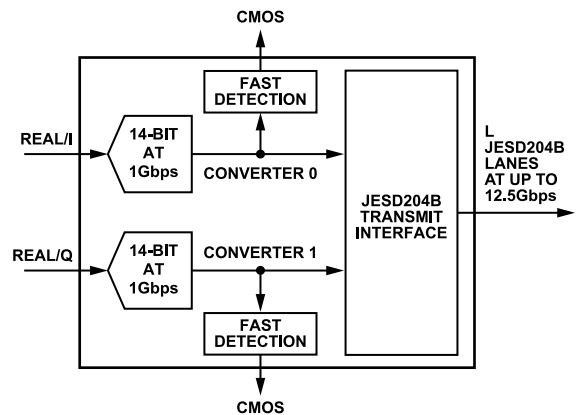 CMOS
FAST
DETECTION
REAL/I
14-BIT
AT
1Gbps
CONVERTER 0
JESD204B
TRANSMIT
INTERFACE
L
JESD204B
LANES
AT UP TO
12.5Gbps
REAL/Q
14-BIT
AT
1Gbps
CONVERTER 1
FAST
DETECTION
CMOS